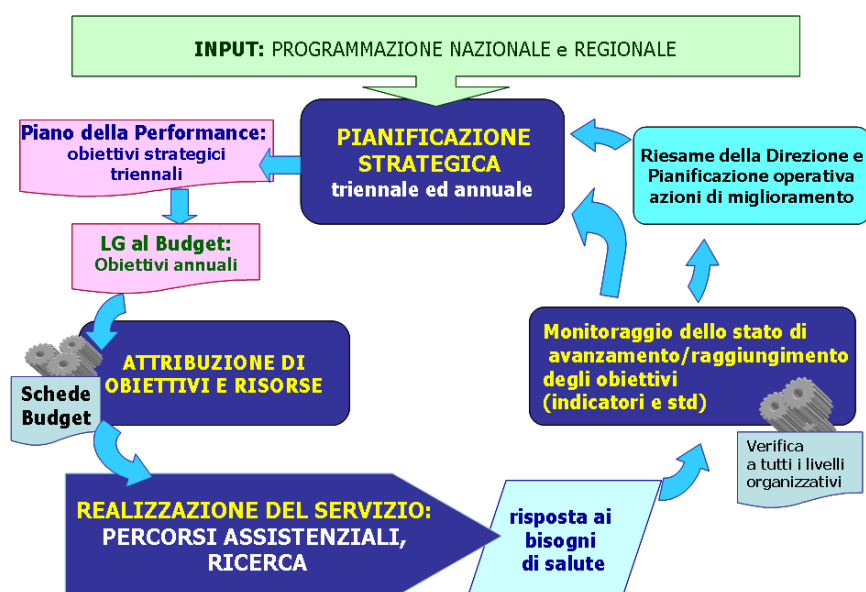 INPUT: PROGRAMMAZIONE NAZIONALE e REGIONALE
PIANIFICAZIONE
STRATEGICA
triennale ed annuale
Piano della Performance:
obiettivi strategici
triennali
LG al Budget:
Obiettivi annuali
ATTRIBUZIONE DI
OBIETTIVI E RISORSE
Schede
Budget
REALIZZAZIONE DEL SERVIZIO:
PERCORSI ASSISTENZIALI,
RICERCA
risposta ai
bisogni
di salute
Monitoraggio dello stato di
avanzamento/raggiungimento
degli obiettivi
(indicatori e std)
Verifica
a tutti i livelli
organizzativi
Riesame della Direzione e
Pianificazione operativa
azioni di miglioramento